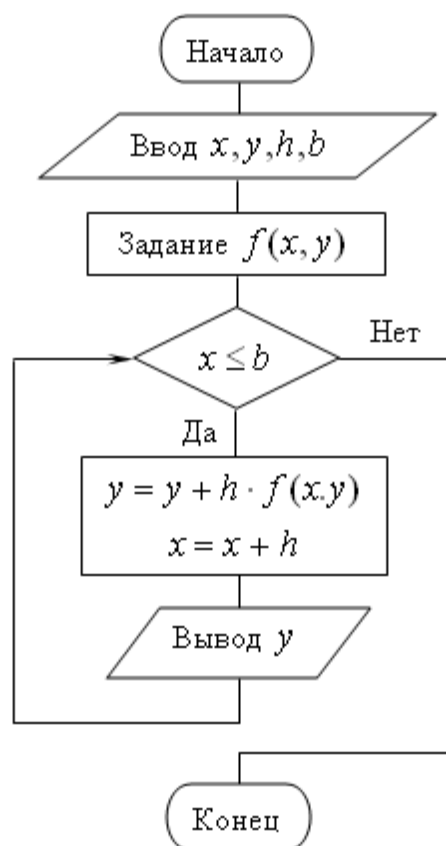 Начало
Ввод x, y, h, b
Задание f(x, y)
x ≤ b
Нет
Да
y = y + h · f(x.y)
x = x + h
Вывод y
Конец